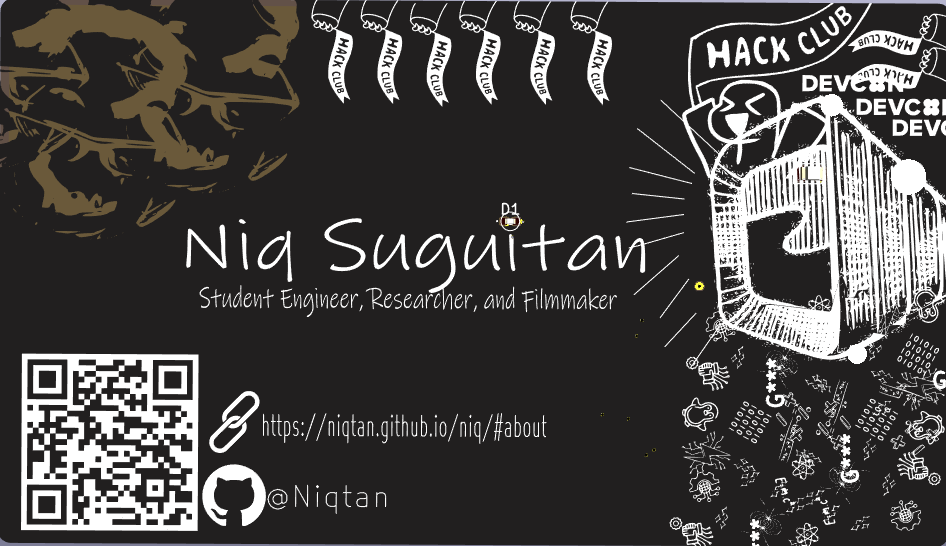 HACK CLUB
HACK CLUB
HACK CLUB
HACK CLUB
HACK CLUB
HACK CLUB
HACK CLUB
HACK CLUB
HACK CLUB
DEVC
DEVC
DEVC
D1
Niq Suguitan
Student Engineer, Researcher, and Filmmaker
https://niqtan.github.io/niq/#about
@Niqtan
G
G
G